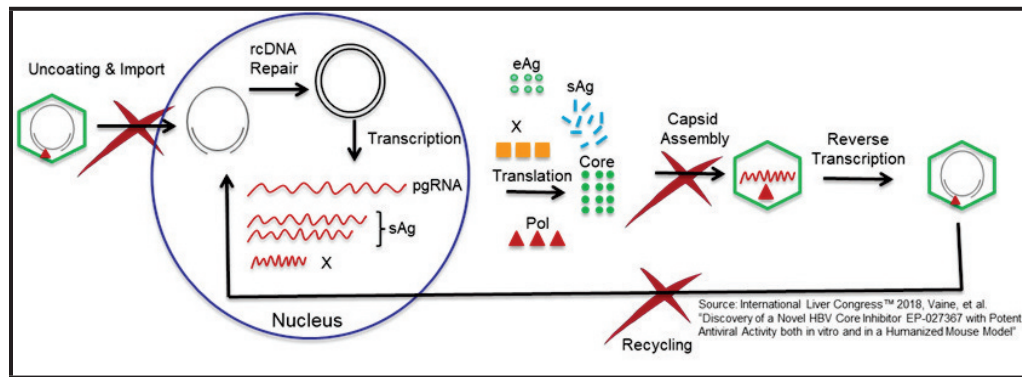 Uncoating & Import
rcDNA
Repair
Transcription
pgRNA
sAg
X
Nucleus
eAg
sAg
X
Translation
Core
Pol
Capsid
Assembly
Reverse
Transcription
Recycling
Source: International Liver Congress™ 2018, Vaine, et al.
"Discovery of a Novel HBV Core Inhibitor EP-027367 with Potent
Antiviral Activity both in vitro and in a Humanized Mouse Model"